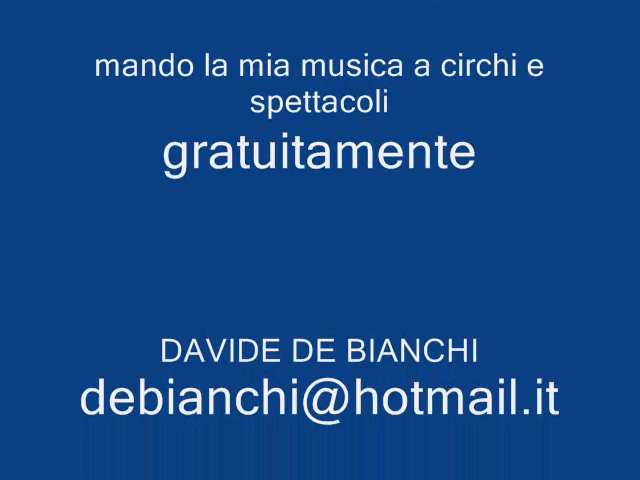 mando la mia musica a circhi e
spettacoli
gratuitamente
DAVIDE DE BIANCHI
debianchi@hotmail.it